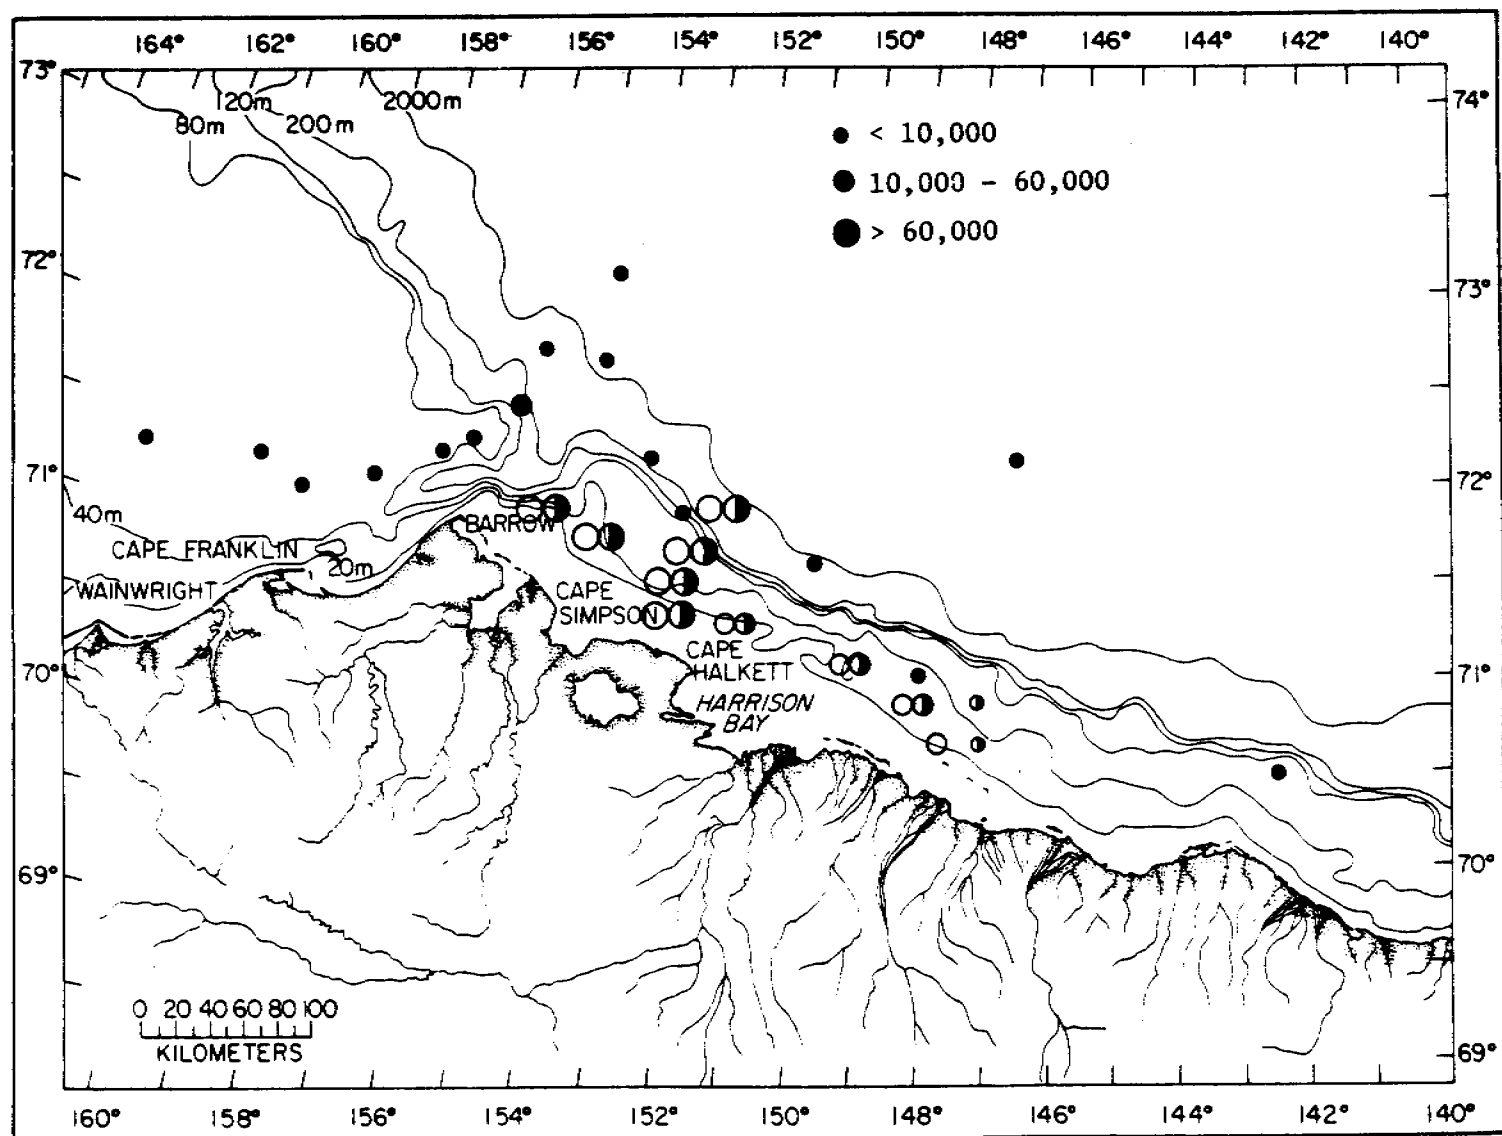 164° 162° 160° 158° 156° 154° 152° 150° 148° 146° 144° 142° 140°
73°
2000m
120m
74°
80m
200m
< 10,000
10,000 - 60,000
> 60,000
72°
73°
71°
72°
40m
BARROW
CAPE FRANKLIN
20m
WAINWRIGHT
CAPE
SIMPSON
CAPE
HALKETT
70°
71°
HARRISON
BAY
69°
70°
0 20 40 60 80 100
KILOMETERS
69°
160° 158° 156° 154° 152° 150° 148° 146° 144° 142° 140°